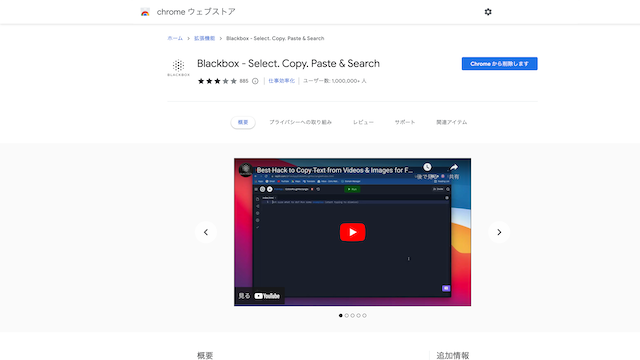 chrome ウェブストア
ホーム > 拡張機能 > Blackbox - Select. Copy. Paste & Search
BLACKBOX
Blackbox - Select. Copy. Paste & Search
Chrome から削除します
885
仕事効率化
ユーザー数: 1,000,000+ 人
概要
プライバシーへの取り組み
レビュー
サポート
関連アイテム
Best Hack to Copy-Text from Videos & Images for F...
後で見る
共有
見る YouTube
概要
追加情報